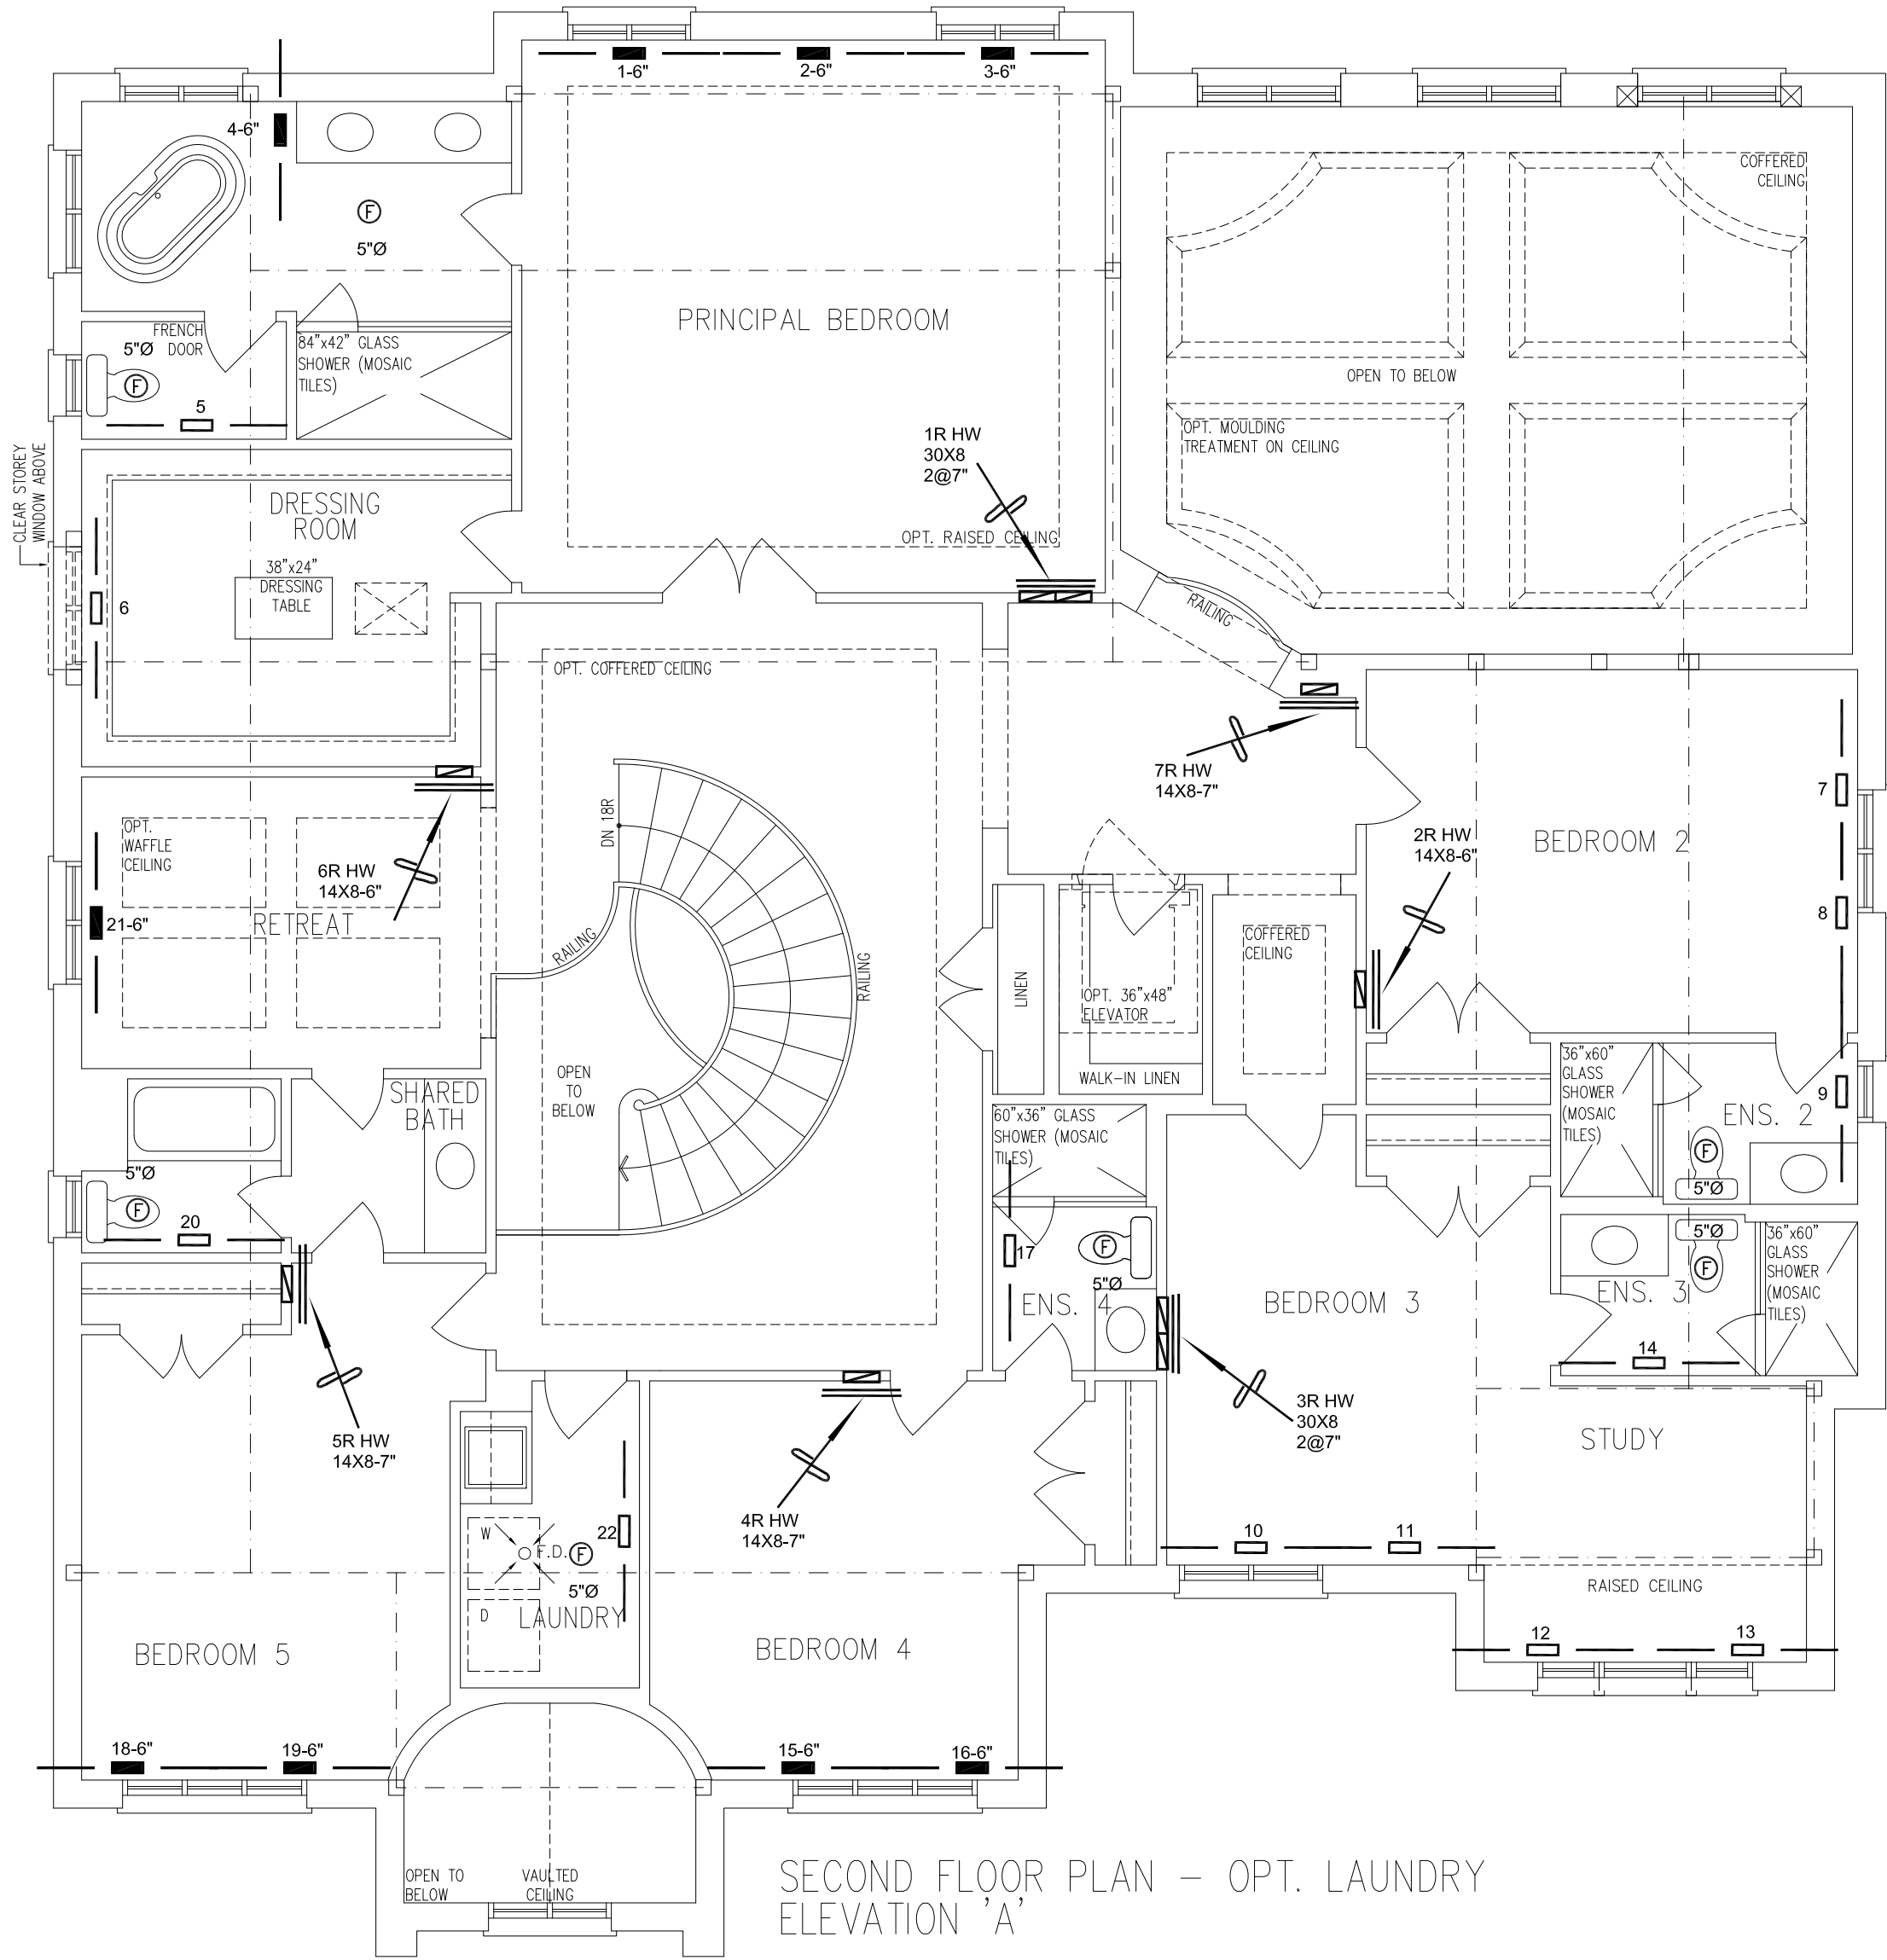 1-6"
2-6"
3-6"
4-6"
F
5"Ø
COFFERED
CEILING
PRINCIPAL BEDROOM
FRENCH
DOOR
5"Ø
F
84"x42" GLASS
SHOWER (MOSAIC
TILES)
5
OPEN TO BELOW
OPT. MOULDING
TREATMENT ON CEILING
1R HW
30X8
2@7"
CLEAR STOREY
WINDOW ABOVE
DRESSING
ROOM
OPT. RAISED CEILING
38"x24"
DRESSING
TABLE
6
RAILING
OPT. COFFERED CEILING
7R HW
14X8-7"
DN 18R
7
OPT.
WAFFLE
CEILING
6R HW
14X8-6"
2R HW
14X8-6"
BEDROOM 2
21-6"
RETREAT
RAILING
RAILING
8
COFFERED
CEILING
LINEN
OPT. 36"x48"
ELEVATOR
WALK-IN LINEN
OPEN
TO
BELOW
SHARED
BATH
36"x60"
GLASS
SHOWER
(MOSAIC
TILES)
9
ENS. 2
F
5"Ø
60"x36" GLASS
SHOWER (MOSAIC
TILES)
5"Ø
F
20
17
F
5"Ø
ENS. 4
BEDROOM 3
5"Ø
F
ENS. 3
36"x60"
GLASS
SHOWER
(MOSAIC
TILES)
14
3R HW
30X8
2@7"
STUDY
5R HW
14X8-7"
4R HW
14X8-7"
W
F.D.
F
22
5"Ø
D
LAUNDRY
10
11
RAISED CEILING
12
13
BEDROOM 5
BEDROOM 4
18-6"
19-6"
15-6"
16-6"
OPEN TO
BELOW
VAULTED
CEILING
SECOND FLOOR PLAN – OPT. LAUNDRY
ELEVATION 'A'